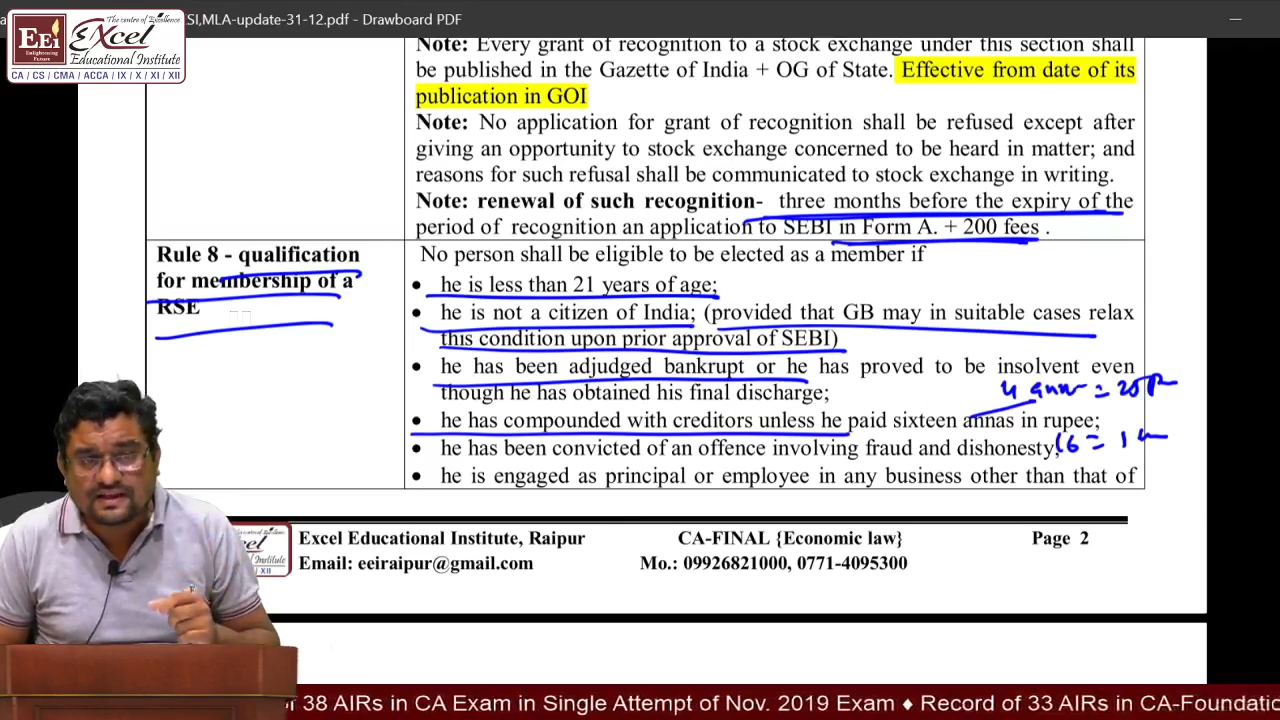 SI,MLA-update-31-12.pdf - Drawboard PDF
The centre of Excellence
EEi
Enlightening Future
Excel
Educational Institute
CA / CS / CMA / ACCA / IX / X / XI / XII
Note: Every grant of recognition to a stock exchange under this section shall
be published in the Gazette of India + OG of State. Effective from date of its
publication in GOI
Note: No application for grant of recognition shall be refused except after
giving an opportunity to stock exchange concerned to be heard in matter; and
reasons for such refusal shall be communicated to stock exchange in writing.
Note: renewal of such recognition- three months before the expiry of the
period of recognition an application to SEBI in Form A. + 200 fees .
Rule 8 - qualification
for membership of a
RSE
No person shall be eligible to be elected as a member if
• he is less than 21 years of age;
• he is not a citizen of India; (provided that GB may in suitable cases relax
this condition upon prior approval of SEBI)
• he has been adjudged bankrupt or he has proved to be insolvent even
though he has obtained his final discharge;
4 = 25 P
• he has compounded with creditors unless he paid sixteen annas in rupee;
16 = 1
• he has been convicted of an offence involving fraud and dishonesty;
• he is engaged as principal or employee in any business other than that of
Excel Educational Institute, Raipur
CA-FINAL {Economic law}
Page 2
Email: eeiraipur@gmail.com
Mo.: 09926821000, 0771-4095300
of 38 AIRs in CA Exam in Single Attempt of Nov. 2019 Exam ♦ Record of 33 AIRs in CA-Foundatio